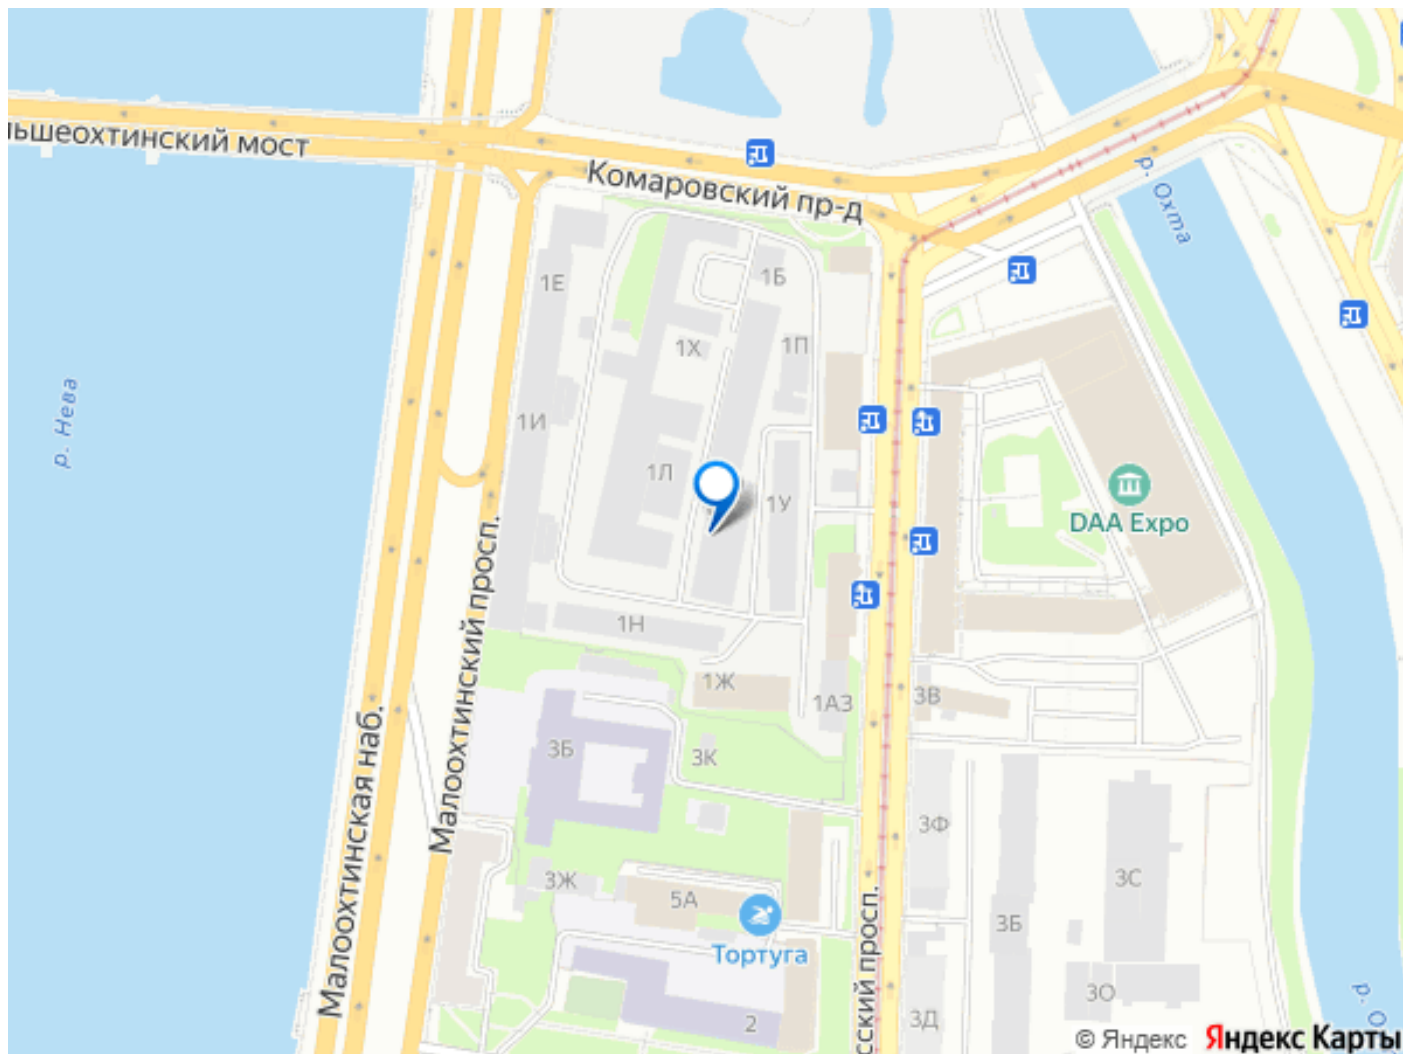 льшеохтинский мост
Комаровский пр-д
р. Охта
1Е
1Б
1Х
1П
р. Нева
1И
1Л
1У
DAA Expo
Малоохтинский просп.
1Н
1Ж
1АЗ
3В
3Б
3К
Малоохтинская наб.
3Ф
3Ж
5А
3С
3Б
Тортуга
сский просп.
3О
р. О
2
3Д
© Яндекс Яндекс Карты